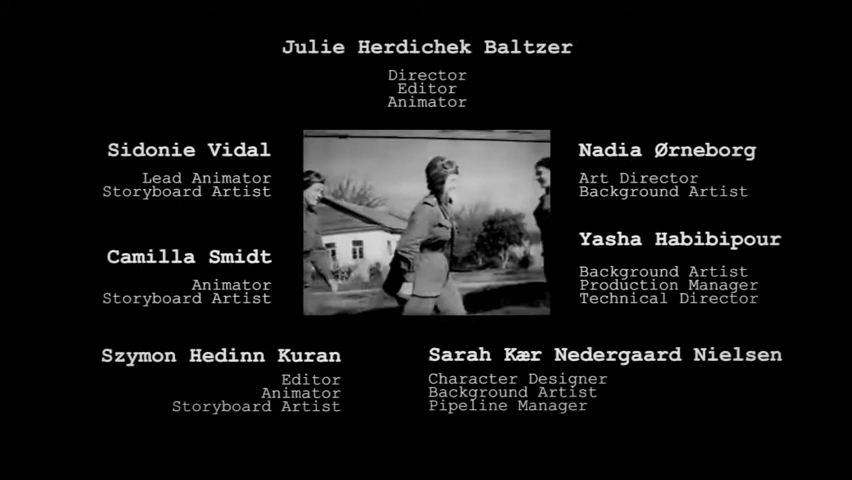 Julie Herdichek Baltzer
Director
Editor
Animator
Sidonie Vidal
Lead Animator
Storyboard Artist
Nadia Ørneborg
Art Director
Background Artist
Camilla Smidt
Animator
Storyboard Artist
Yasha Habibipour
Background Artist
Production Manager
Technical Director
Szymon Hedinn Kuran
Editor
Animator
Storyboard Artist
Sarah Kær Nedergaard Nielsen
Character Designer
Background Artist
Pipeline Manager